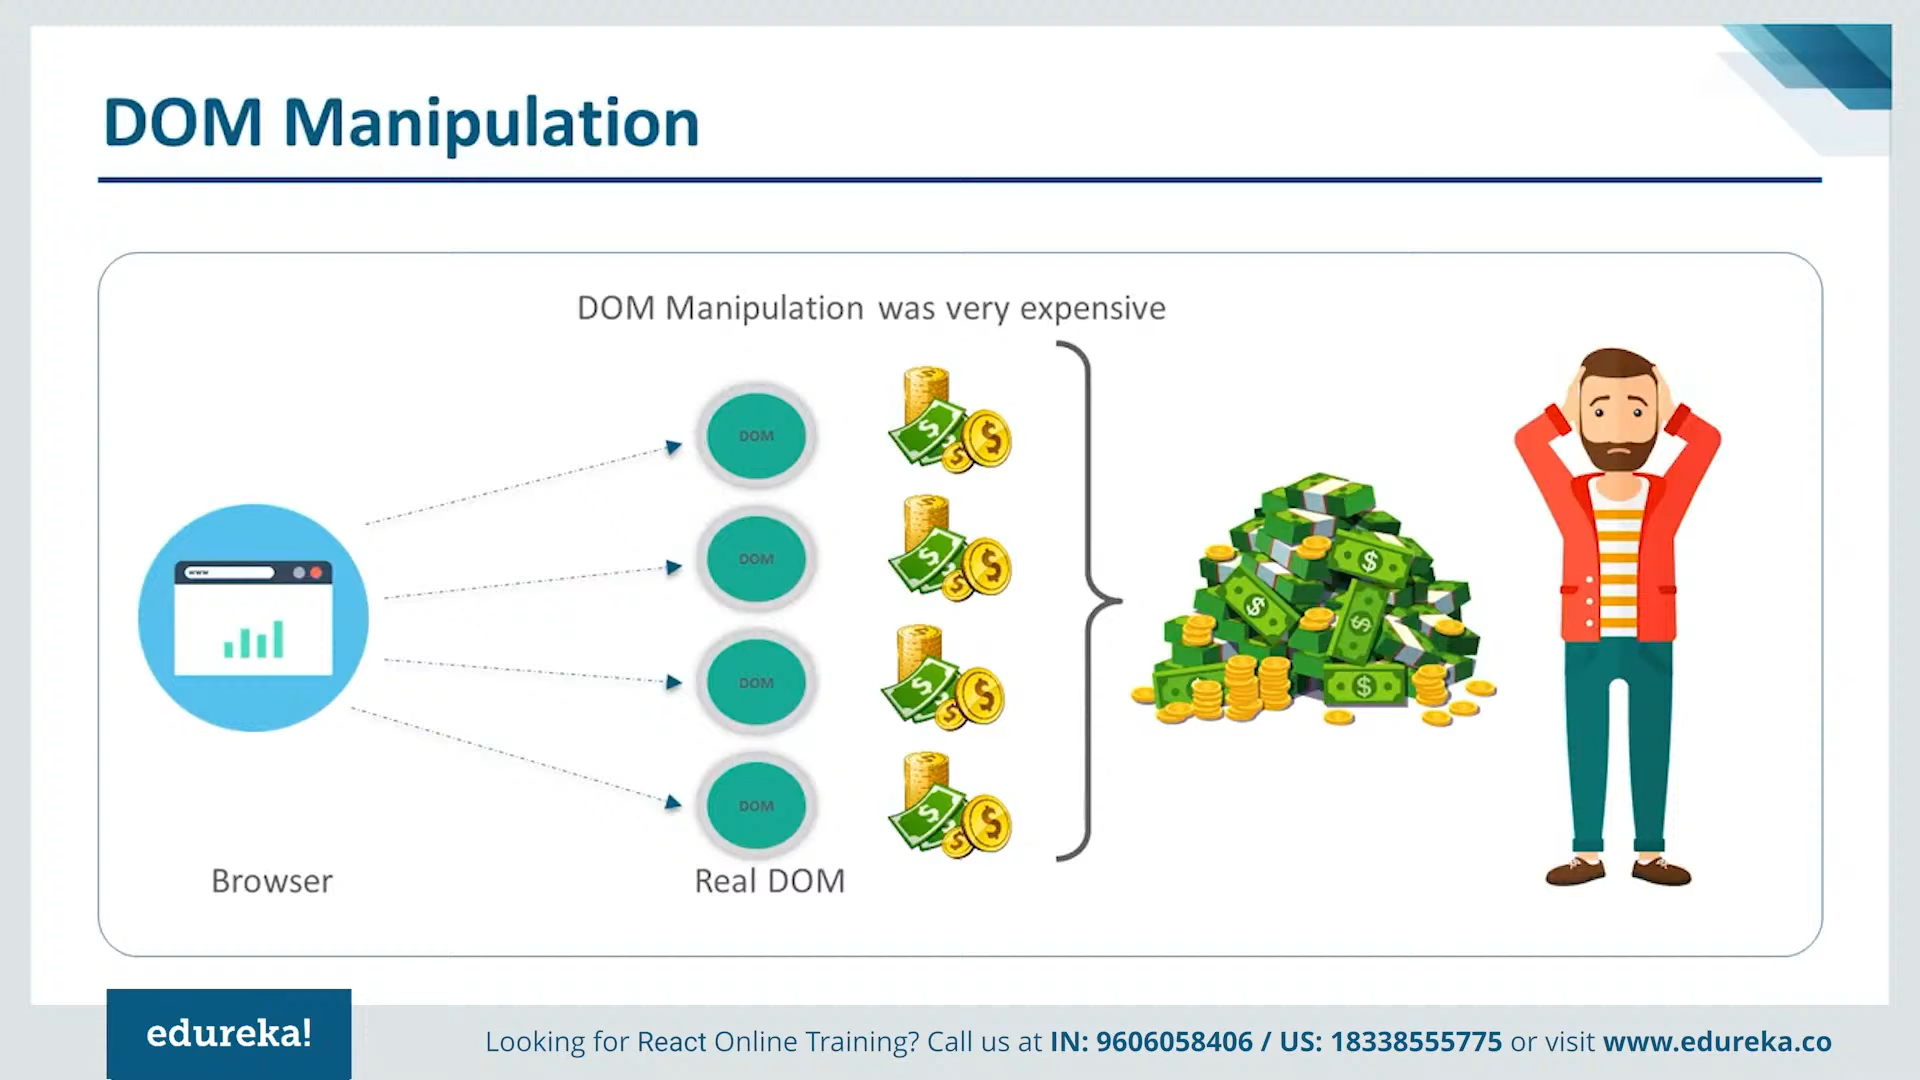 DOM Manipulation
DOM Manipulation was very expensive
DOM
DOM
www
DOM
DOM
Browser
Real DOM
edureka!
Looking for React Online Training? Call us at IN: 9606058406 / US: 18338555775 or visit www.edureka.co